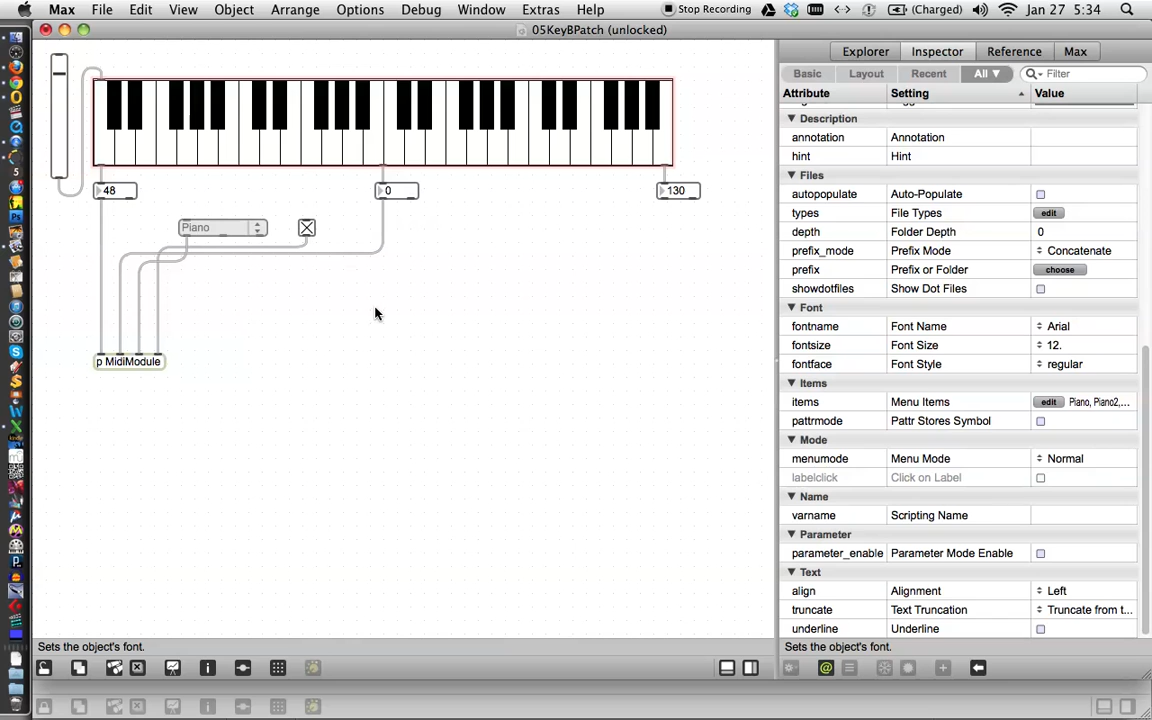 Max File Edit View Object Arrange Options Debug Window Extras Help Stop Recording (Charged) Jan 27 5:34
05KeyBPatch (unlocked)
Explorer Inspector Reference Max
Basic Layout Recent All ▼ Filter
Attribute Setting Value
Description
annotation Annotation
hint Hint
Files
autopopulate Auto-Populate
types File Types edit
depth Folder Depth 0
prefix_mode Prefix Mode Concatenate
prefix Prefix or Folder choose
showdotfiles Show Dot Files
Font
fontname Font Name Arial
fontsize Font Size 12.
fontface Font Style regular
Items
items Menu Items edit Piano, Piano2,...
pattrmode Pattr Stores Symbol
Mode
menumode Menu Mode Normal
labelclick Click on Label
Name
varname Scripting Name
Parameter
parameter_enable Parameter Mode Enable
Text
align Alignment Left
truncate Text Truncation Truncate from t...
underline Underline
Sets the object's font.
48 0 130
Piano
p MidiModule
Sets the object's font.